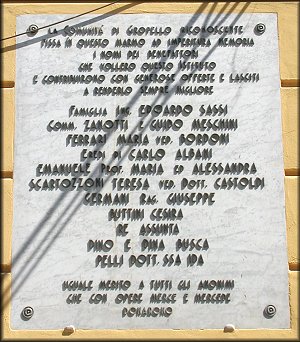 LA COMUNITÀ DI GROPELLO RICONOSCENTE
FISSA IN QUESTO MARMO AD IMPERITURA MEMORIA
I NOMI DEI BENEFATTORI
CHE VOLLERO QUESTO ISTITUTO
E CONTRIBUIRONO CON GENEROSE OFFERTE E LASCITI
A RENDERLO SEMPRE MIGLIORE
FAMIGLIA ING. EDOARDO SASSI
COMM. ZANOTTI E GUIDO MESCHINI
FERRARI MARIA VED. BORDONI
EREDI DI CARLO ALBANI
EMANUELE PROF. MARIA ED ALESSANDRA
SCARTOZZONI TERESA VED. DOTT. CASTOLDI
GERMANI RAG. GIUSEPPE
BUTTINI CESIRA
RE ASSUNTA
DINO E DINA BUSCA
PELLI DOTT. SSA IDA
UGUALE MERITO A TUTTI GLI ANONIMI
CHE CON OPERE MERCE E MERCEDE
DONARONO